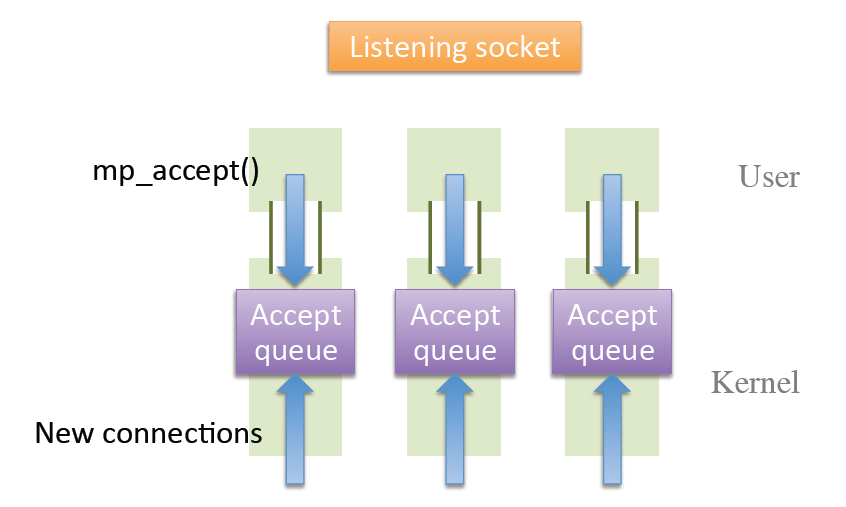 Listening socket
mp_accept()
User
Accept
queue
Accept
queue
Accept
queue
Kernel
New connections